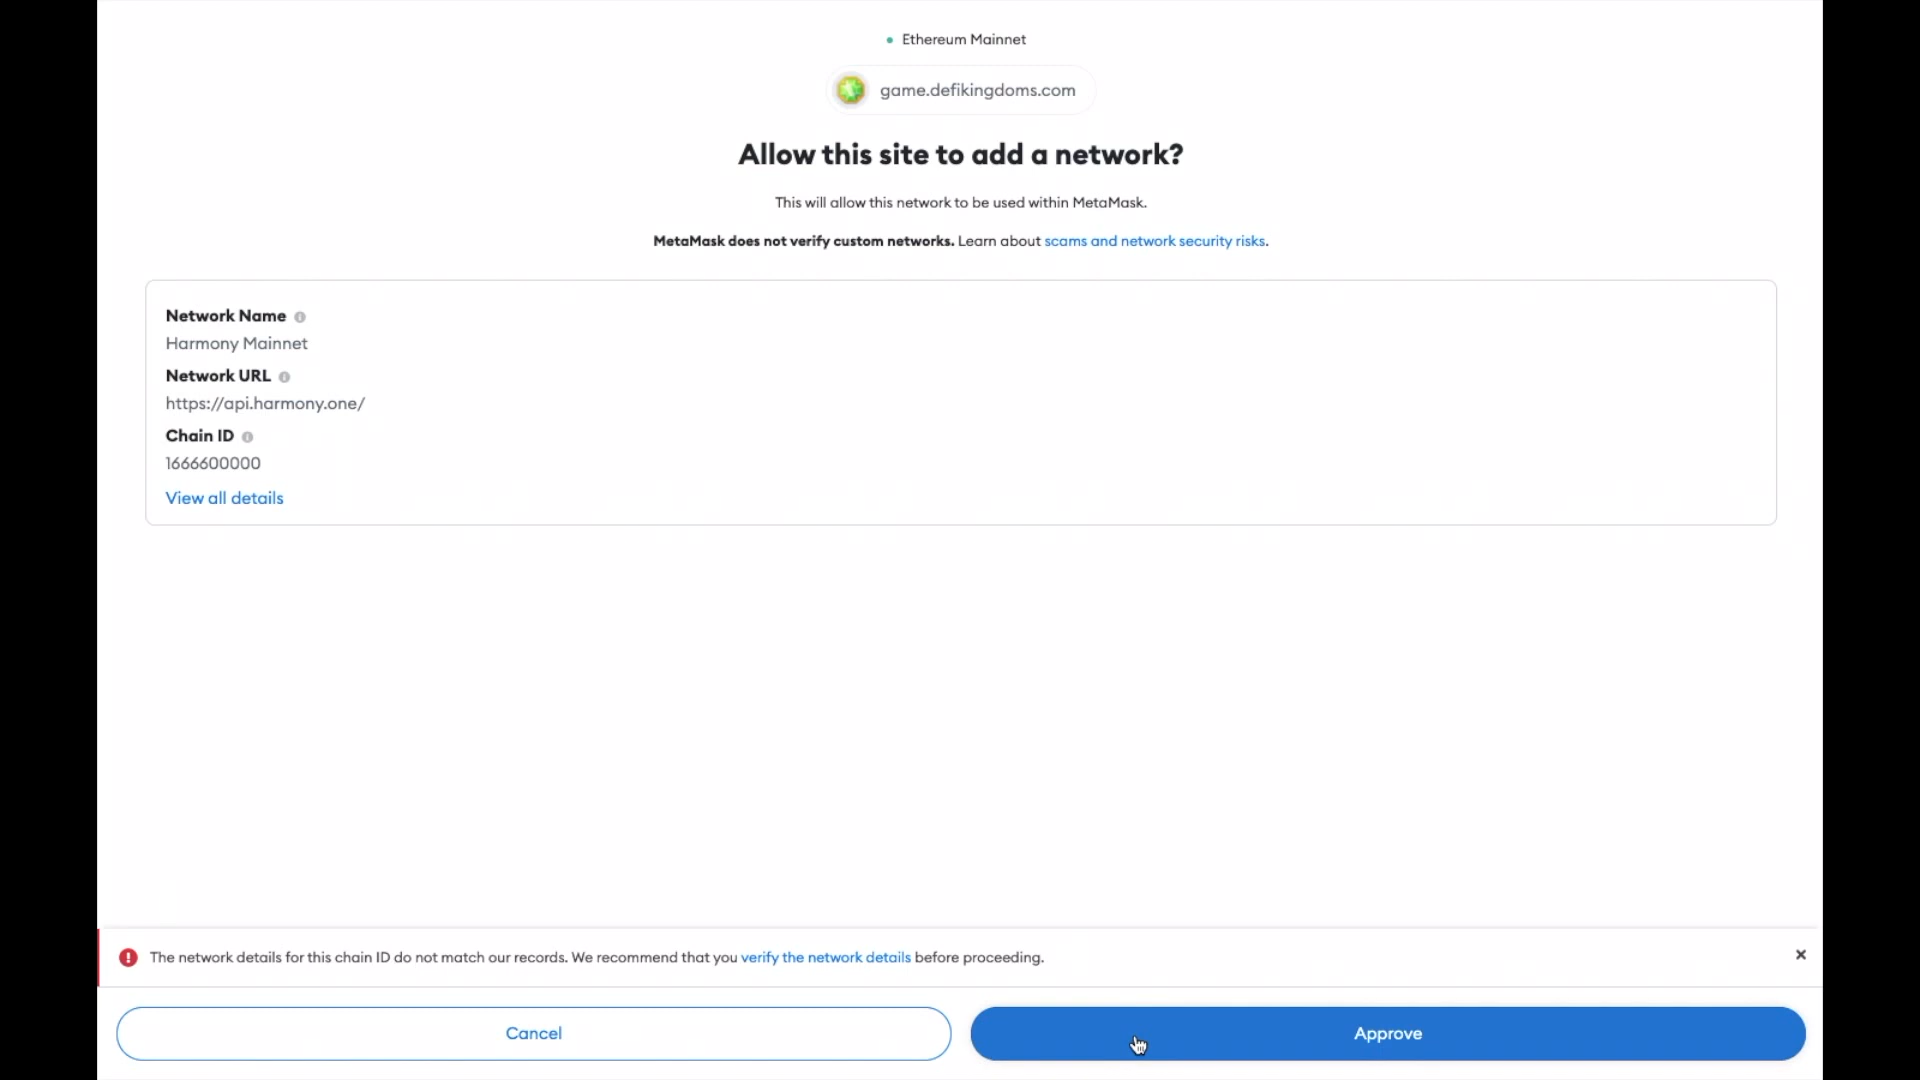 Ethereum Mainnet
game.defikingdoms.com
Allow this site to add a network?
This will allow this network to be used within MetaMask.
MetaMask does not verify custom networks. Learn about scams and network security risks.
Network Name
Harmony Mainnet
Network URL
https://api.harmony.one/
Chain ID
1666600000
View all details
The network details for this chain ID do not match our records. We recommend that you verify the network details before proceeding.
Cancel
Approve